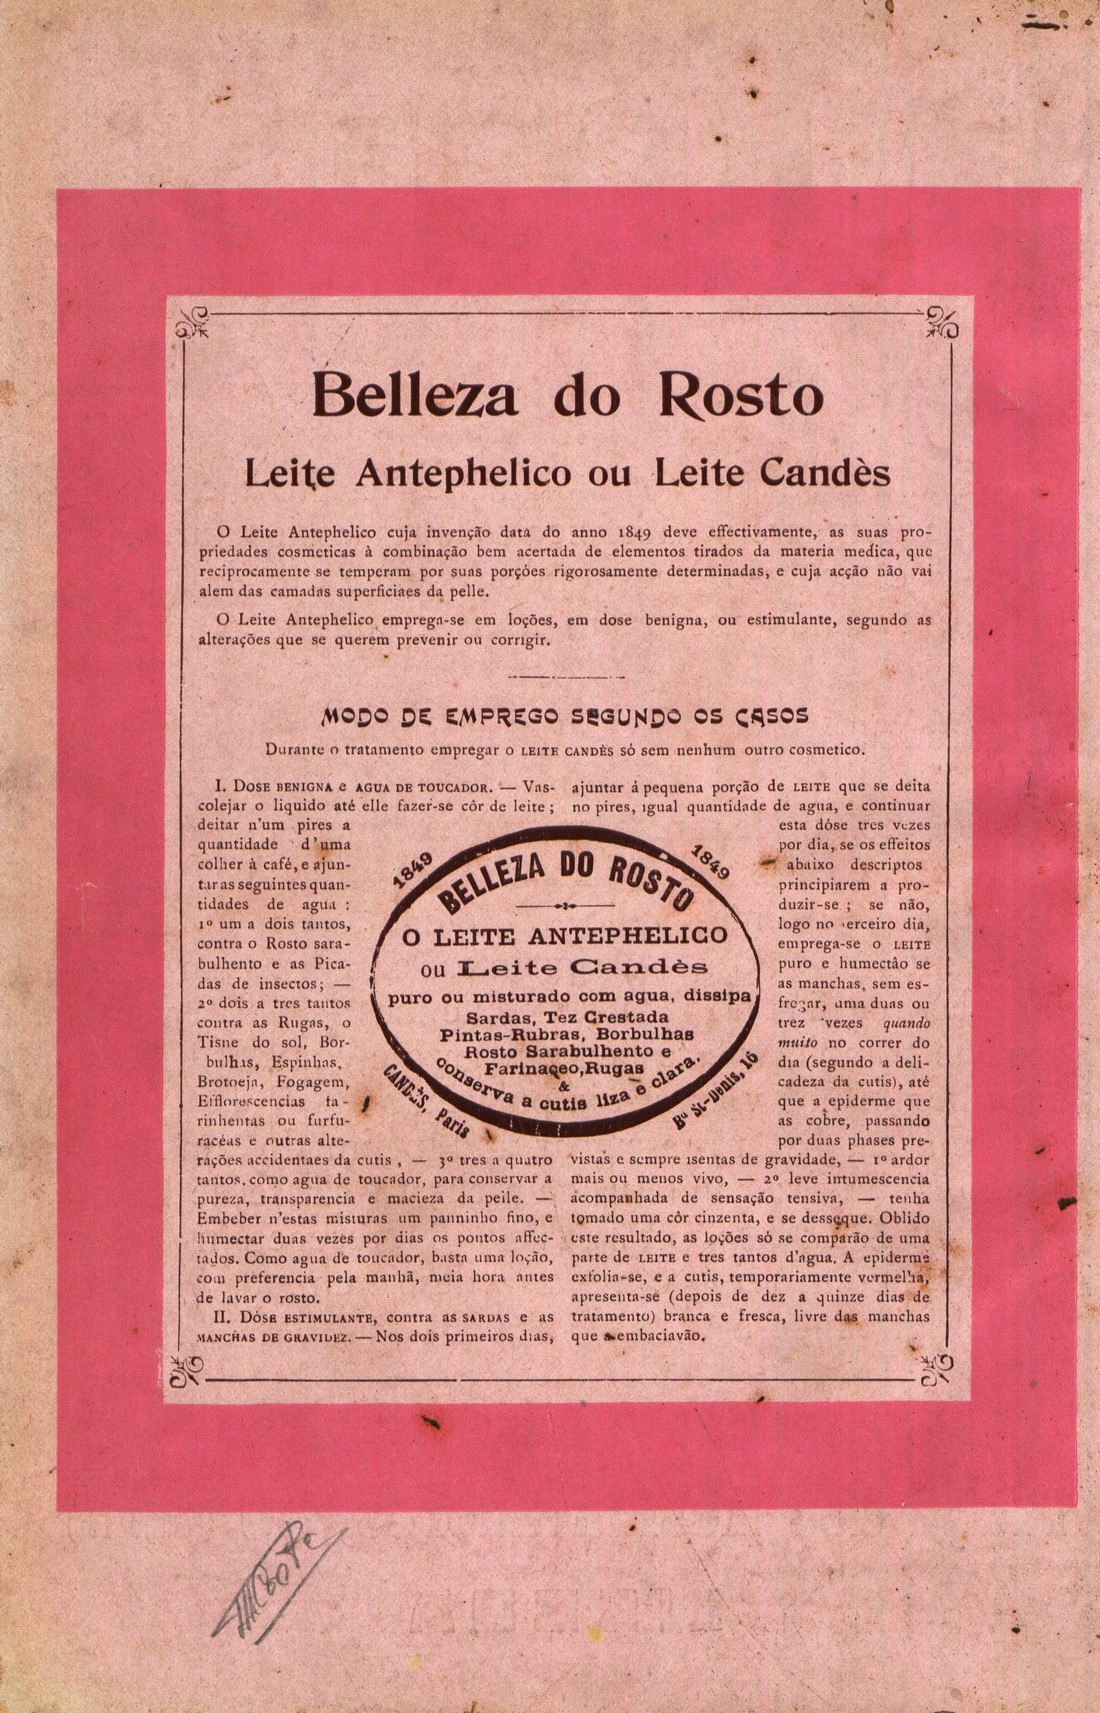 Belleza do Rosto
Leite Antephelico ou Leite Candès
O Leite Antephelico cuja invenção data do anno 1849 deve effectivamente, as suas pro-
priedades cosmeticas à combinação bem acertada de elementos tirados da materia medica, que
reciprocamente se temperam por suas porções rigorosamente determinadas, e cuja acção não vai
alem das camadas superficiaes da pelle.
O Leite Antephelico emprega-se em loções, em dose benigna, ou estimulante, segundo as
alterações que se querem prevenir ou corrigir.
MODO DE EMPREGO SEGUNDO OS CASOS
Durante o tratamento empregar o LEITE CANDÈS só sem nenhum outro cosmetico.
I. DOSE BENIGNA e AGUA DE TOUCADOR. — Vas-
colejar o liquido até elle fazer-se côr de leite ;
deitar n'um pires a
quantidade d'uma
colher à café, e ajun-
tar as seguintes quan-
tidades de agua :
1º um a dois tantos,
contra o Rosto sara-
bulhento e as Pica-
das de insectos ; —
2º dois a tres tantos
contra as Rugas, o
Tisne do sol, Bor-
bulhas, Espinhas,
Brotoeja, Fogagem,
Efflorescencias fa-
rinhentas ou furfu-
racéas e outras alte-
rações accidentaes da cutis , — 3º tres a quatro
tantos, como agua de toucador, para conservar a
pureza, transparencia e macieza da pelle. —
Embeber n'estas misturas um panninho fino, e
humectar duas vezes por dias os pontos affec-
tados. Como agua de toucador, basta uma loção,
com preferencia pela manhã, meia hora antes
de lavar o rosto.
II. DÓSE ESTIMULANTE, contra as SARDAS e as
MANCHAS DE GRAVIDEZ. — Nos dois primeiros dias,
ajuntar á pequena porção de LEITE que se deita
no pires, igual quantidade de agua, e continuar
esta dóse tres vezes
por dia, se os effeitos
abaixo descriptos
principiarem a pro-
duzir-se ; se não,
logo no terceiro dia,
emprega-se o LEITE
puro e humectão se
as manchas, sem es-
fregar, uma duas ou
trez vezes quando
muito no correr do
dia (segundo a deli-
cadeza da cutis), até
que a epiderme que
as cobre, passando
por duas phases pre-
vistas e sempre isentas de gravidade, — 1º ardor
mais ou menos vivo, — 2º leve intumescencia
acompanhada de sensação tensiva, — tenha
tomado uma côr cinzenta, e se desseque. Oblido
este resultado, as loções só se comparão de uma
parte de LEITE e tres tantos d'agua. A epiderme
exfolia-se, e a cutis, temporariamente vermelha,
apresenta-se (depois de dez a quinze dias de
tratamento) branca e fresca, livre das manchas
que a embaciavão.
1849 1849
BELLEZA DO ROSTO
O LEITE ANTEPHELICO
ou Leite Candès
puro ou misturado com agua, dissipa
Sardas, Tez Crestada
Pintas-Rubras, Borbulhas
Rosto Sarabulhento e
Farinaçeo, Rugas
&
conserva a cutis liza e clara.
CANDÈS, Paris
Bd St-Denis, 16